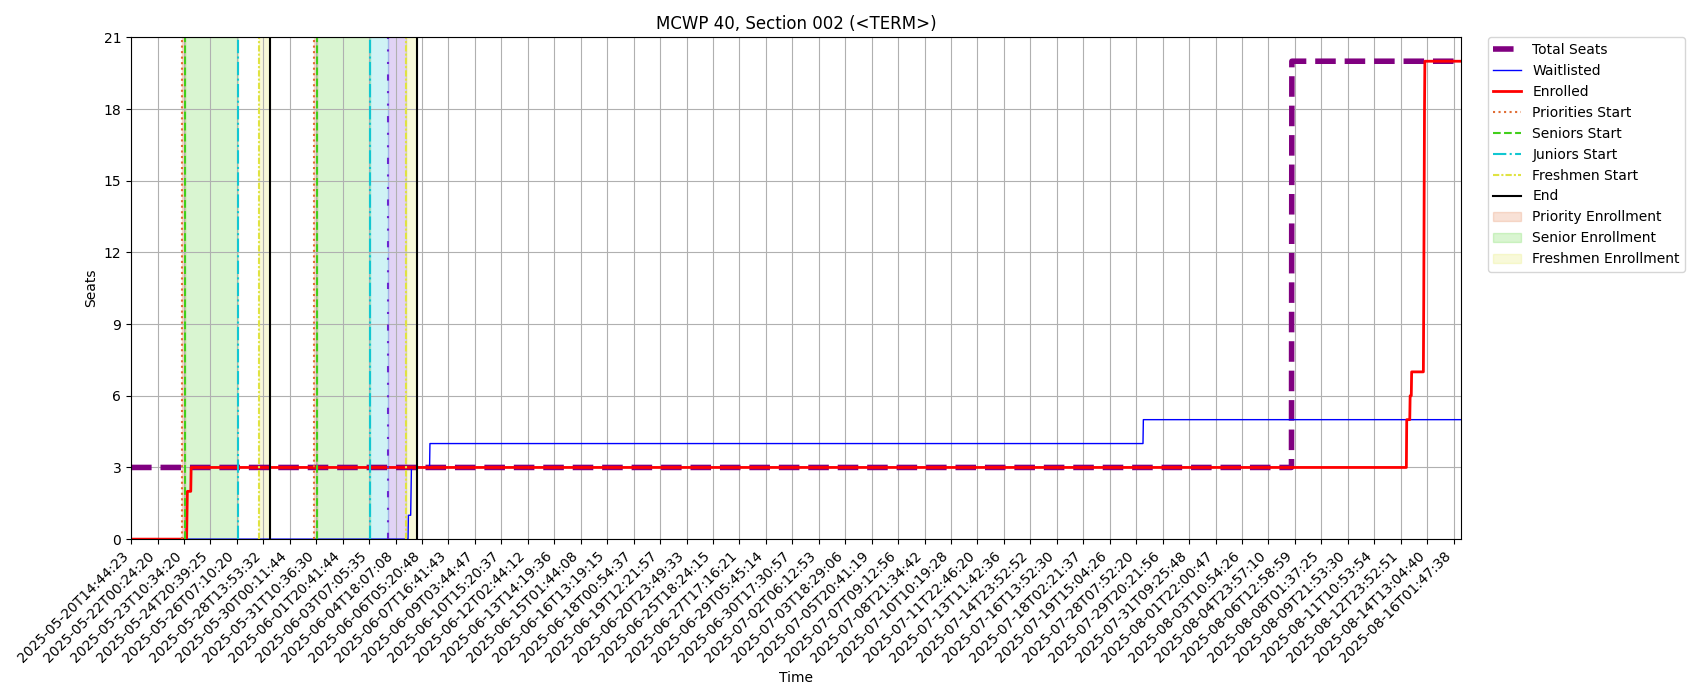 MCWP 40, Section 002 (<TERM>)
Seats
21
18
15
12
9
6
3
0
2025-05-20T14:44:23
2025-05-22T00:24:20
2025-05-23T10:34:20
2025-05-24T20:39:25
2025-05-26T07:10:20
2025-05-28T13:53:32
2025-05-30T00:11:44
2025-05-31T10:36:30
2025-06-01T20:41:44
2025-06-03T07:05:35
2025-06-04T18:07:08
2025-06-06T05:20:48
2025-06-07T16:41:43
2025-06-09T03:44:47
2025-06-10T15:20:37
2025-06-12T02:44:12
2025-06-13T14:19:36
2025-06-15T01:44:08
2025-06-16T13:19:15
2025-06-18T00:54:37
2025-06-19T12:21:57
2025-06-20T23:49:33
2025-06-25T18:24:15
2025-06-27T17:16:21
2025-06-29T05:45:14
2025-06-30T17:30:57
2025-07-02T06:12:53
2025-07-03T18:29:06
2025-07-05T20:41:19
2025-07-07T09:12:56
2025-07-08T21:34:42
2025-07-10T10:19:28
2025-07-11T22:46:20
2025-07-13T11:42:36
2025-07-14T23:52:52
2025-07-16T13:52:30
2025-07-18T02:21:37
2025-07-19T15:04:26
2025-07-28T07:52:20
2025-07-29T20:21:56
2025-07-31T09:25:48
2025-08-01T22:00:47
2025-08-03T10:54:26
2025-08-04T23:57:10
2025-08-06T12:58:59
2025-08-08T01:37:25
2025-08-09T21:53:30
2025-08-11T10:53:54
2025-08-12T23:52:51
2025-08-14T13:04:40
2025-08-16T01:47:38
Time
Total Seats
Waitlisted
Enrolled
Priorities Start
Seniors Start
Juniors Start
Freshmen Start
End
Priority Enrollment
Senior Enrollment
Freshmen Enrollment